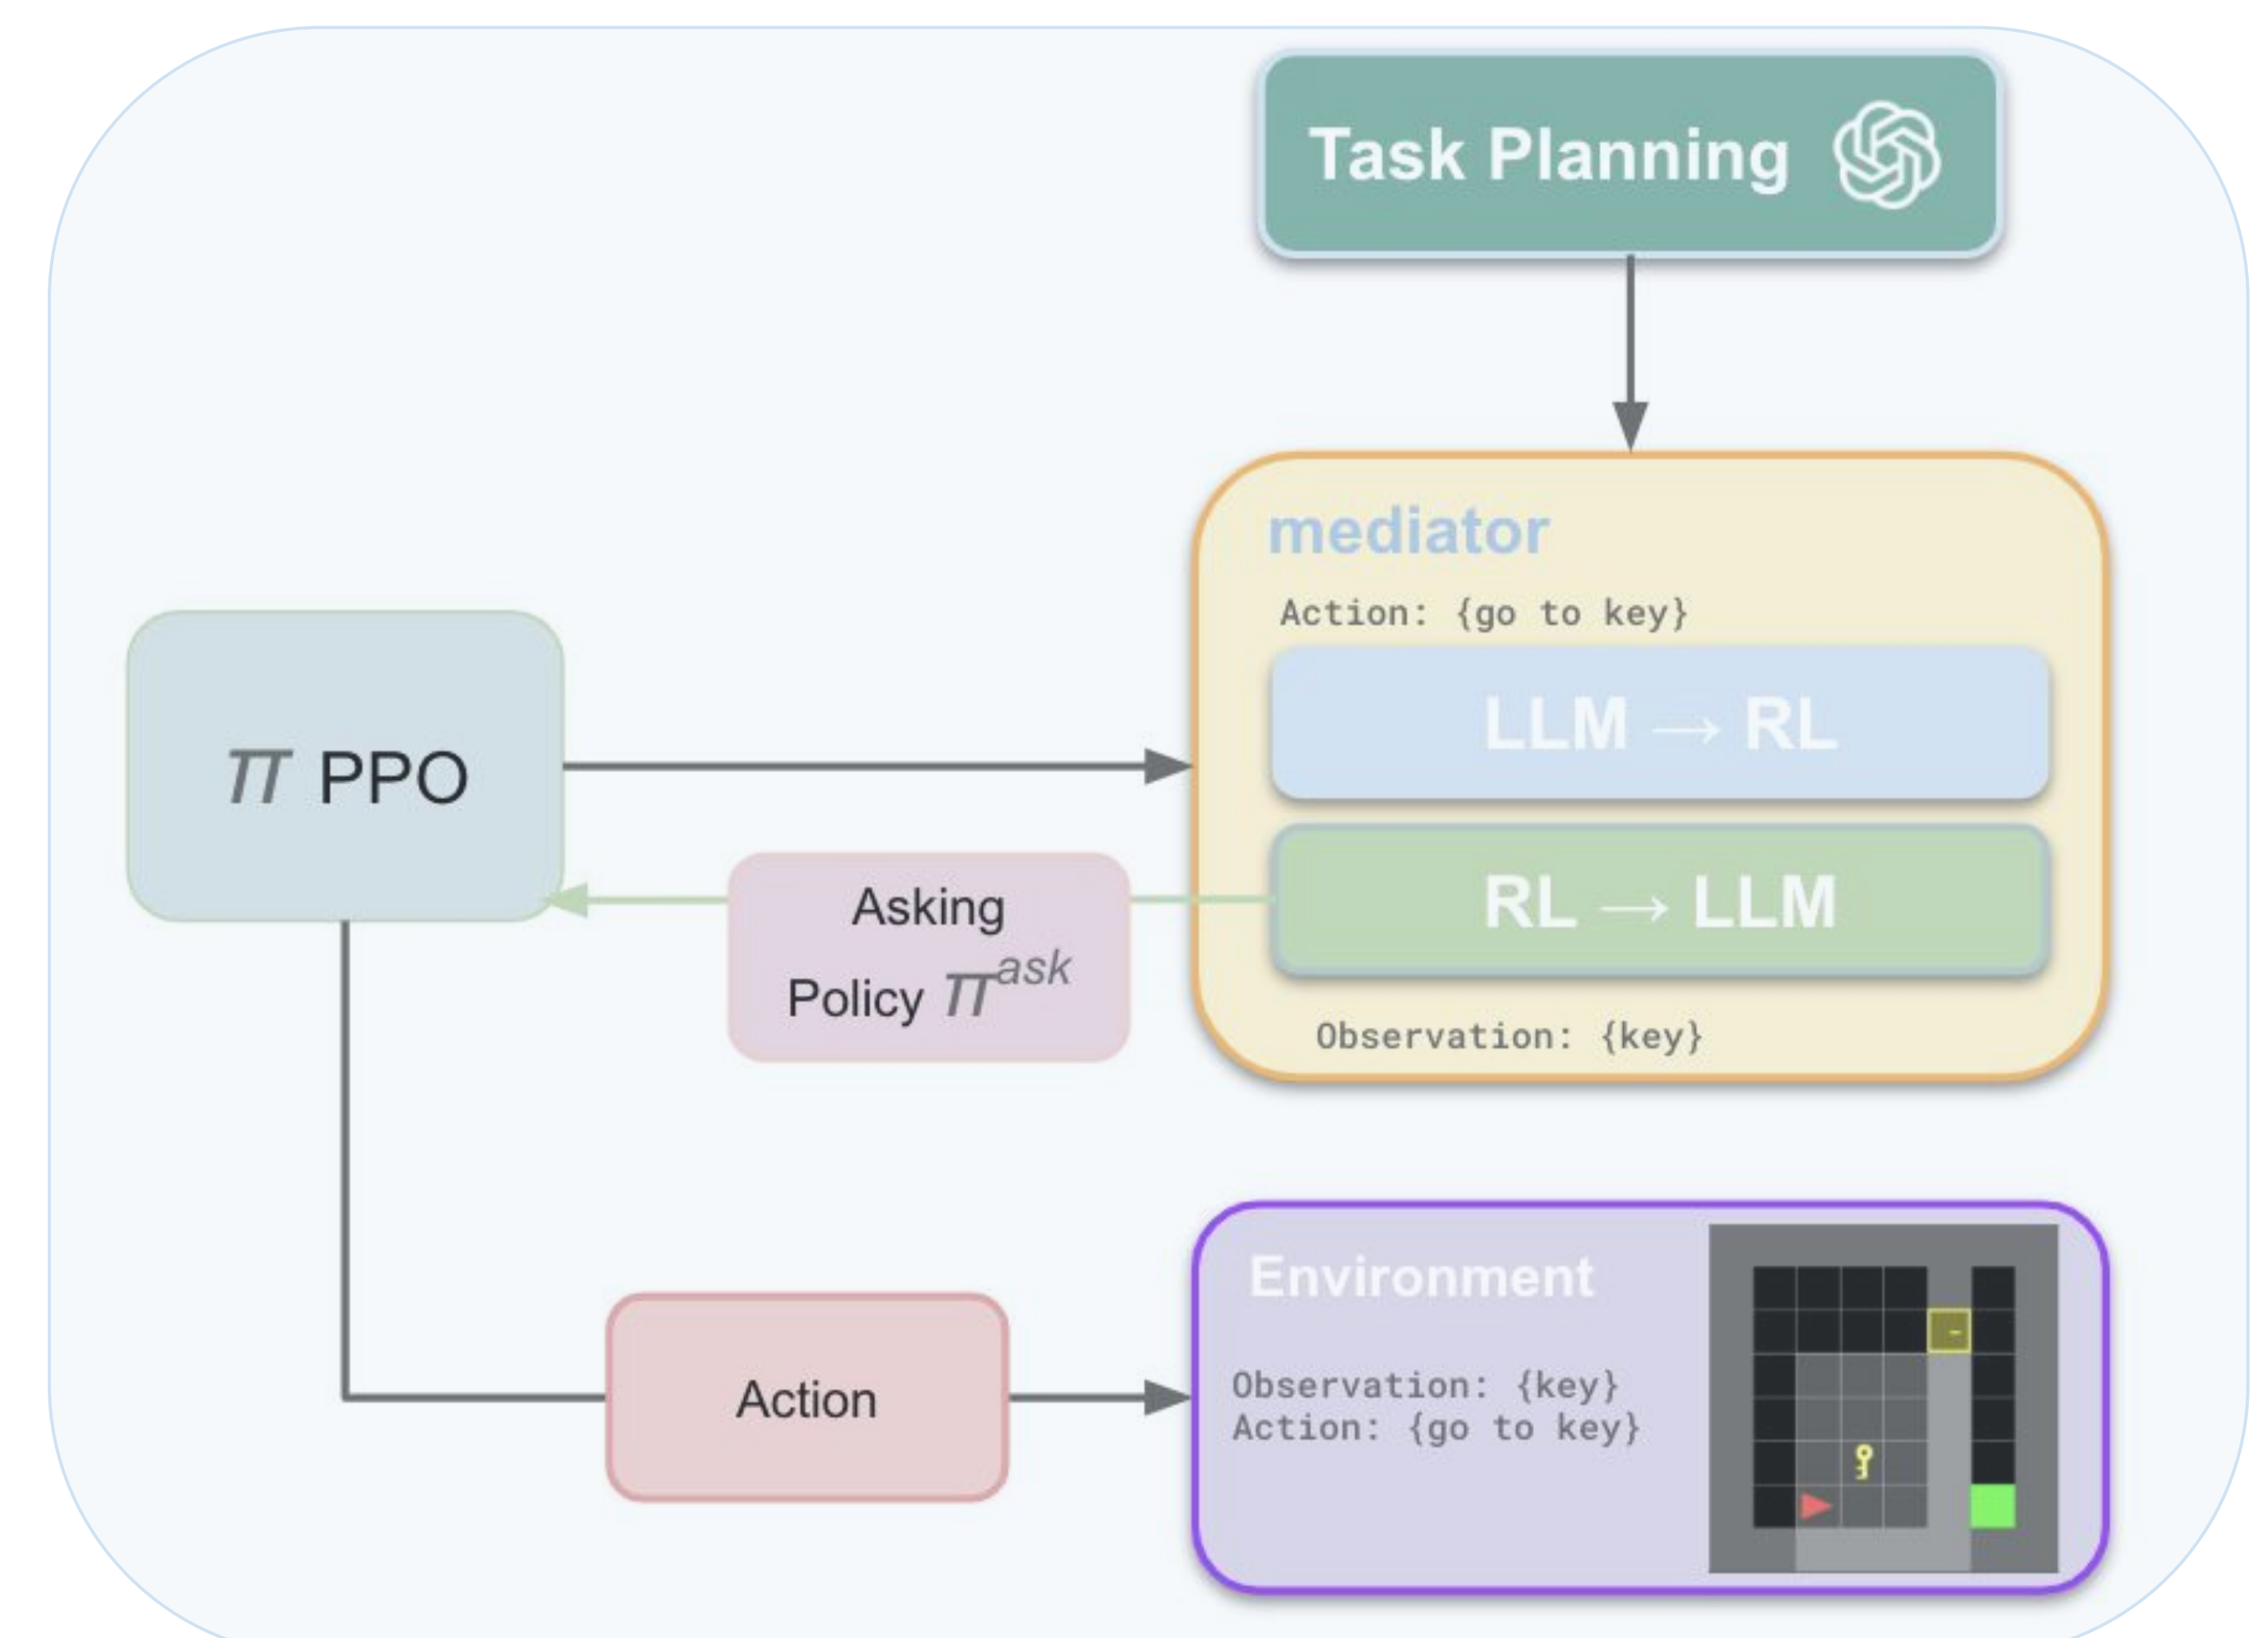 Task Planning
mediator
Action: {go to key}
LLM → RL
π PPO
RL → LLM
Asking
Policy π^ask
Observation: {key}
Environment
Observation: {key}
Action: {go to key}
Action